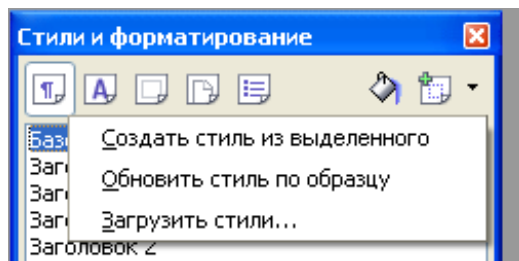 Стили и форматирование
Создать стиль из выделенного
Обновить стиль по образцу
Загрузить стили...
Заголовок 2